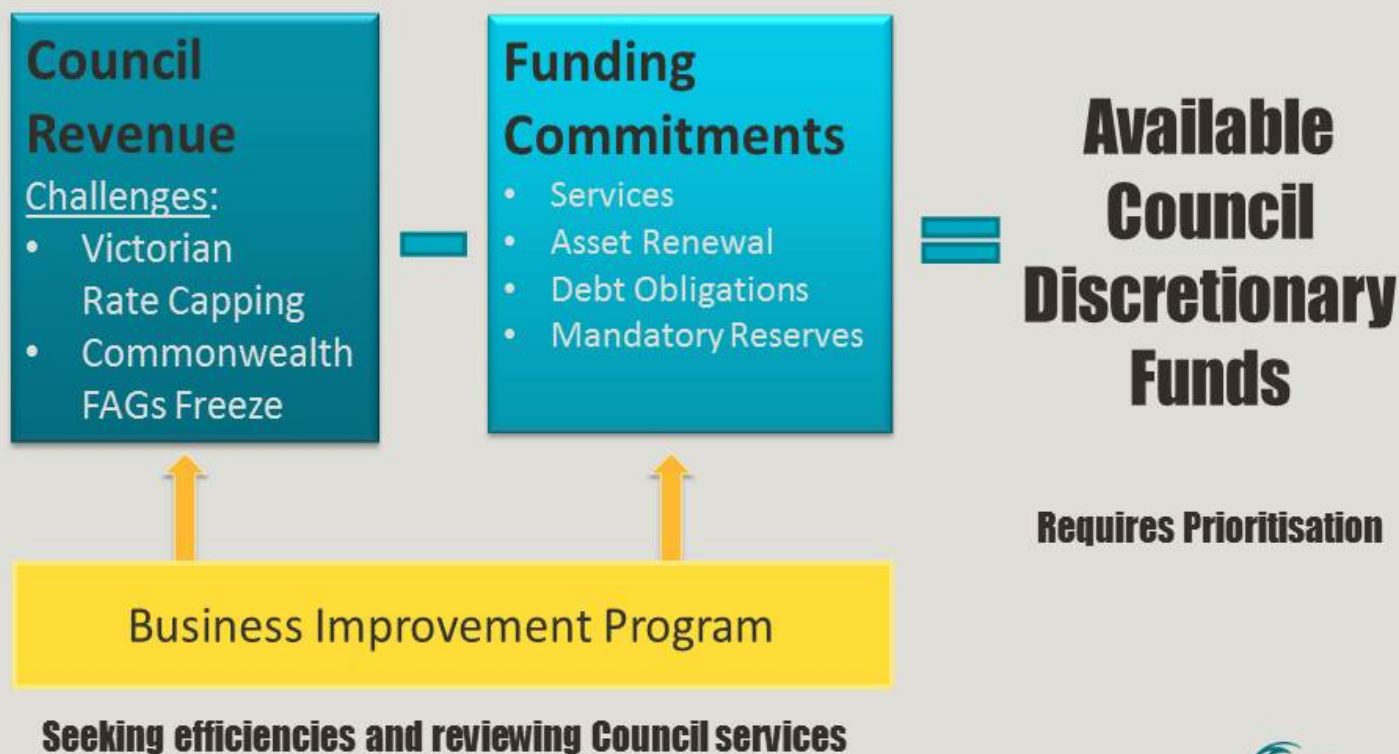 Council
Revenue
Challenges:
• Victorian
Rate Capping
• Commonwealth
FAGs Freeze
Funding
Commitments
• Services
• Asset Renewal
• Debt Obligations
• Mandatory Reserves
Available
Council
Discretionary
Funds
Requires Prioritisation
Business Improvement Program
Seeking efficiencies and reviewing Council services